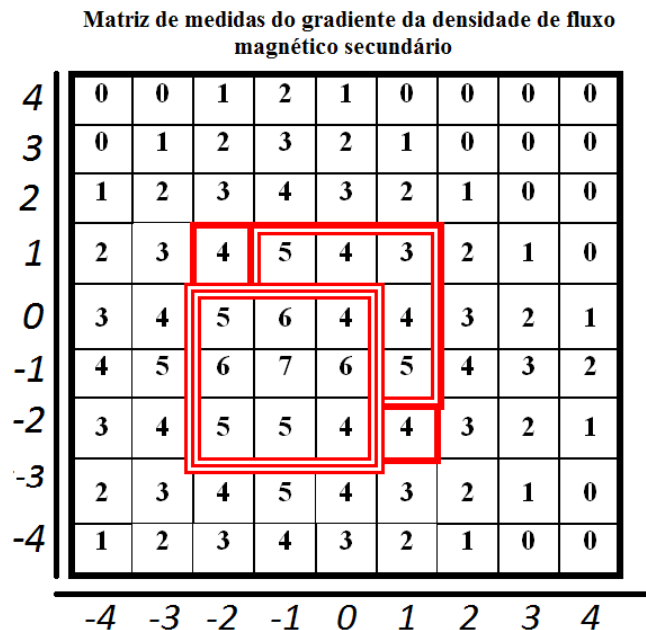 Matriz de medidas do gradiente da densidade de fluxo
magnético secundário
4 0 0 1 2 1 0 0 0 0
3 0 1 2 3 2 1 0 0 0
2 1 2 3 4 3 2 1 0 0
1 2 3 4 5 4 3 2 1 0
0 3 4 5 6 4 4 3 2 1
-1 4 5 6 7 6 5 4 3 2
-2 3 4 5 5 4 4 3 2 1
-3 2 3 4 5 4 3 2 1 0
-4 1 2 3 4 3 2 1 0 0
-4 -3 -2 -1 0 1 2 3 4